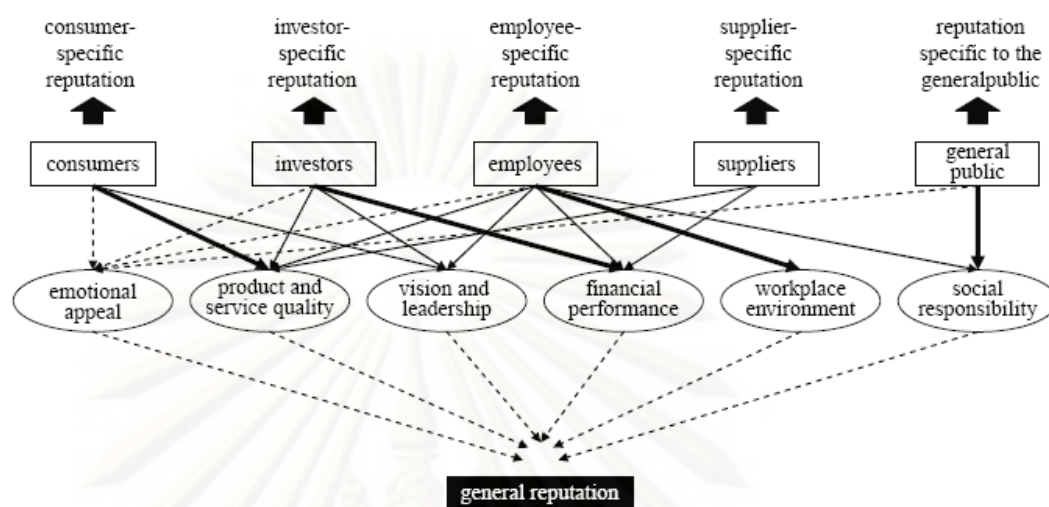 consumer-
specific
reputation
investor-
specific
reputation
employee-
specific
reputation
supplier-
specific
reputation
reputation
specific to the
generalpublic
consumers
investors
employees
suppliers
general
public
emotional
appeal
product and
service quality
vision and
leadership
financial
performance
workplace
environment
social
responsibility
general reputation